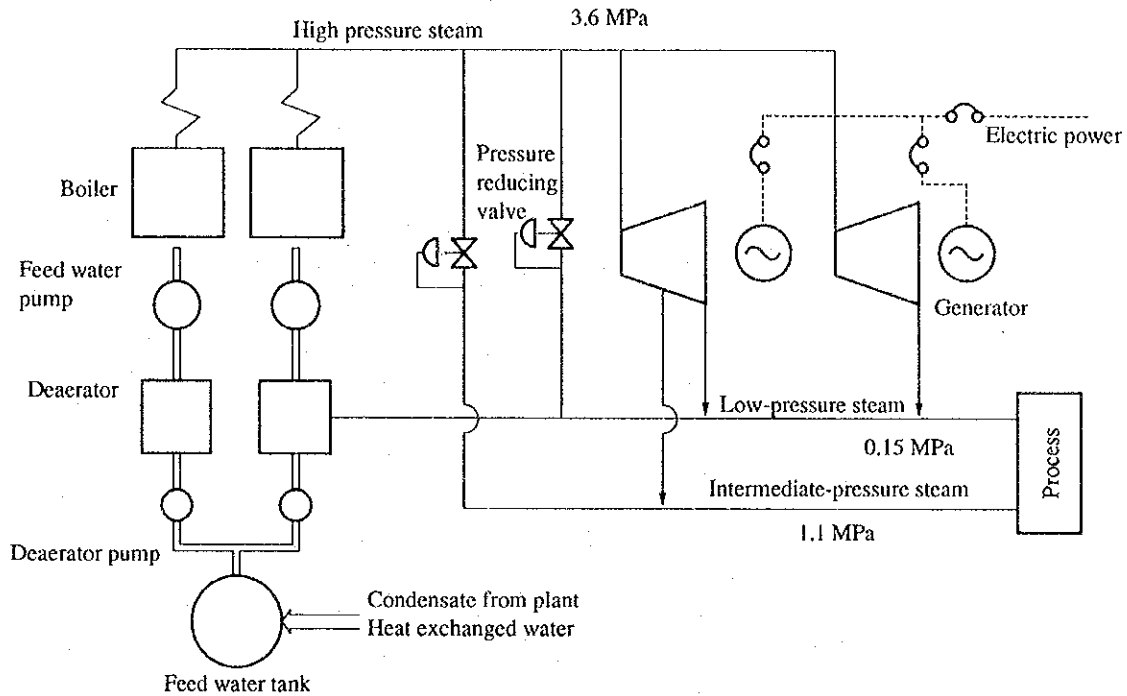 3.6 MPa
High pressure steam
Electric power
Pressure
reducing
valve
Boiler
Feed water
pump
Generator
Deaerator
Low-pressure steam
0.15 MPa
Process
Intermediate-pressure steam
1.1 MPa
Deaerator pump
Condensate from plant
Heat exchanged water
Feed water tank